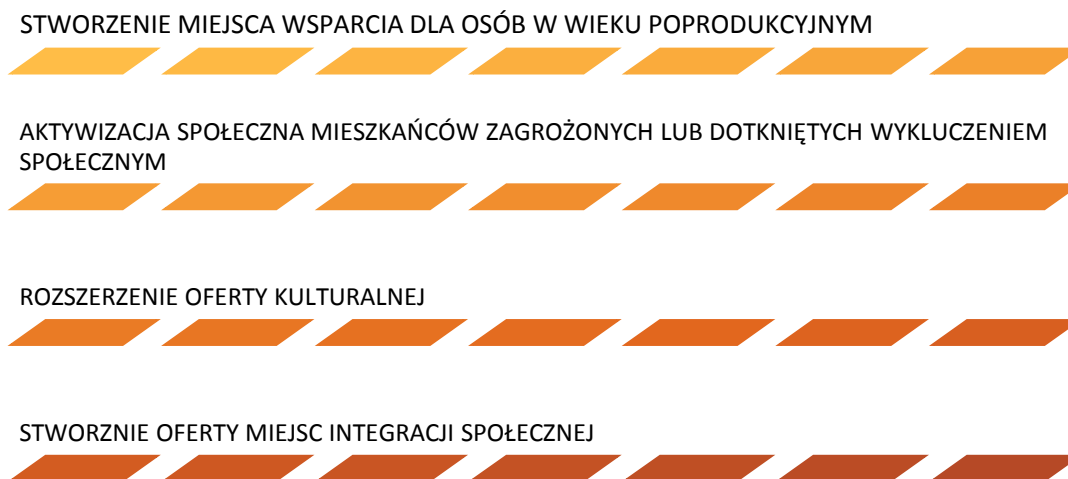 STWORZENIE MIEJSCA WSPARCIA DLA OSÓB W WIEKU POPRODUKCYJNYM
AKTYWIZACJA SPOŁECZNA MIESZKAŃCÓW ZAGROŻONYCH LUB DOTKNIĘTYCH WYKLUCZENIEM
SPOŁECZNYM
ROZSZERZENIE OFERTY KULTURALNEJ
STWORZNIE OFERTY MIEJSC INTEGRACJI SPOŁECZNEJ